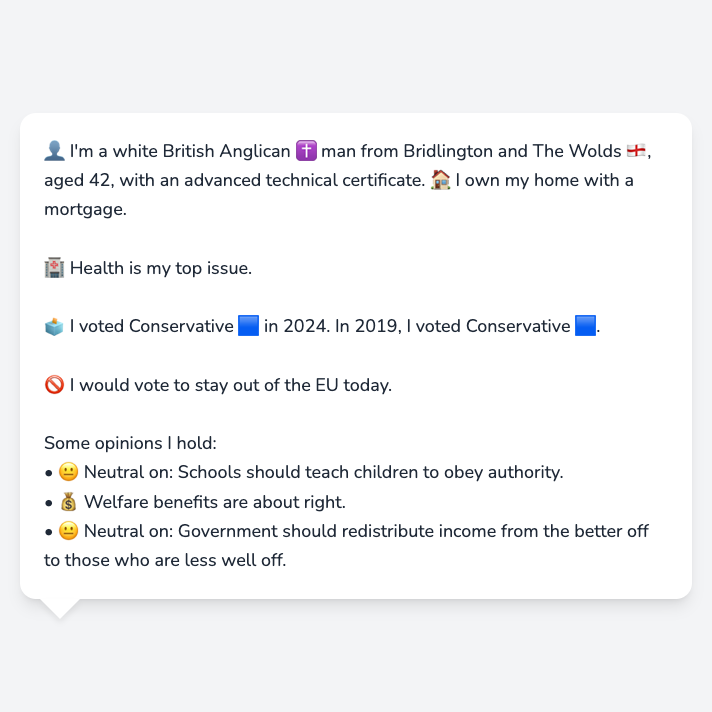 👤 I'm a white British Anglican ✝️ man from Bridlington and The Wolds 🏴󠁧󠁢󠁥󠁮󠁧󠁿,
aged 42, with an advanced technical certificate. 🏠 I own my home with a
mortgage.
🏥 Health is my top issue.
🗳️ I voted Conservative 🟦 in 2024. In 2019, I voted Conservative 🟦.
🚫 I would vote to stay out of the EU today.
Some opinions I hold:
• 😐 Neutral on: Schools should teach children to obey authority.
• 💰 Welfare benefits are about right.
• 😐 Neutral on: Government should redistribute income from the better off
to those who are less well off.